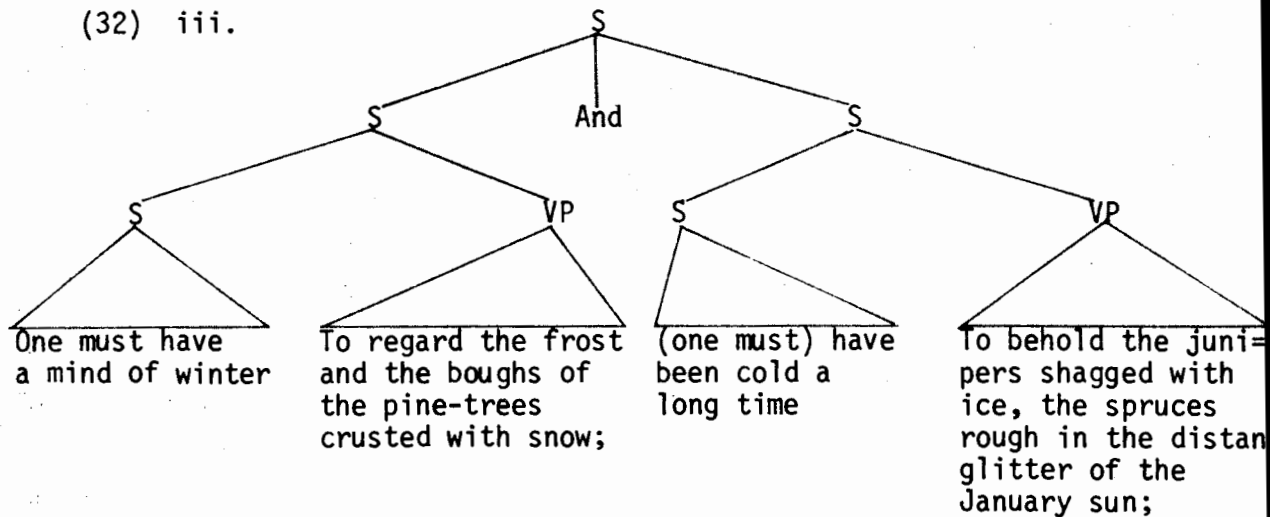 (32) iii.
S
S And S
S VP S VP
One must have
a mind of winter
To regard the frost
and the boughs of
the pine-trees
crusted with snow;
(one must) have
been cold a
long time
To behold the juni=
pers shagged with
ice, the spruces
rough in the distan
glitter of the
January sun;